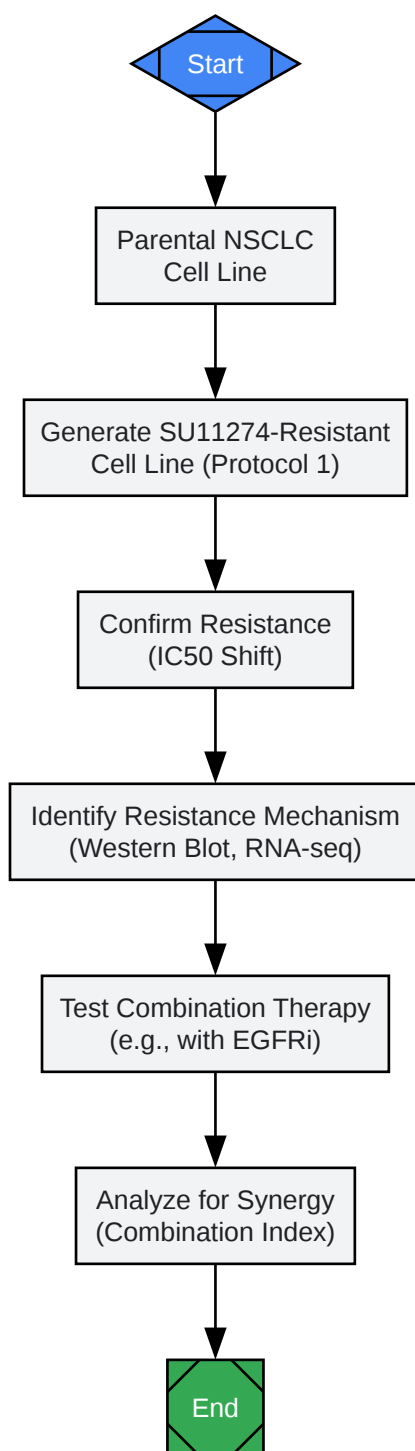 Start
Parental NSCLC
Cell Line
Generate SU11274-Resistant
Cell Line (Protocol 1)
Confirm Resistance
(IC50 Shift)
Identify Resistance Mechanism
(Western Blot, RNA-seq)
Test Combination Therapy
(e.g., with EGFRi)
Analyze for Synergy
(Combination Index)
End